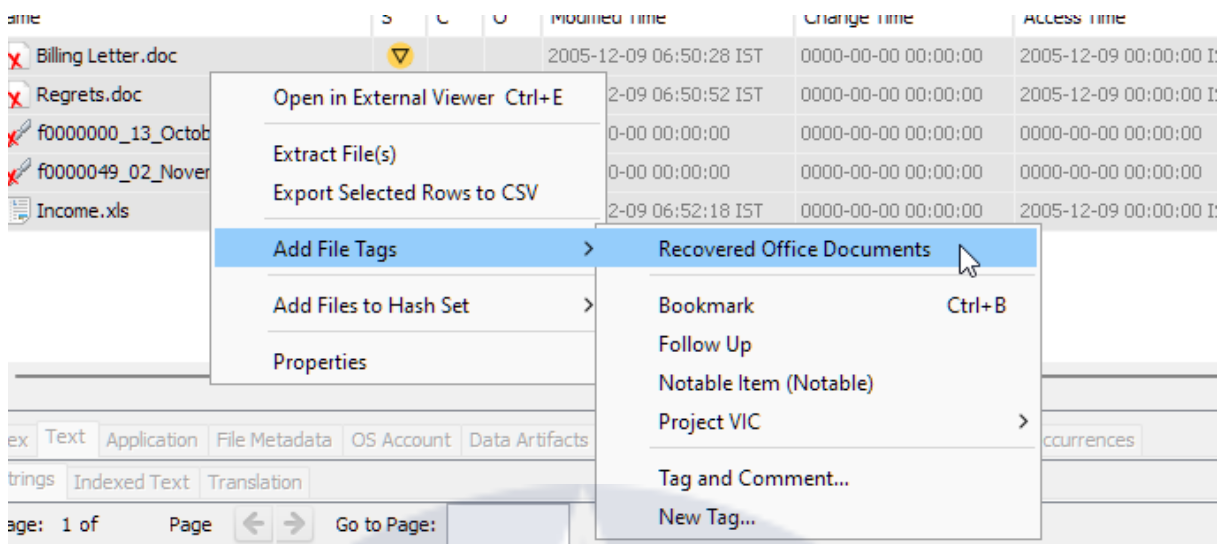 ame S C O Modified Time Change Time Access Time
Billing Letter.doc 2005-12-09 06:50:28 IST 0000-00-00 00:00:00 2005-12-09 00:00:00 I
Regrets.doc 2-09 06:50:52 IST 0000-00-00 00:00:00 2005-12-09 00:00:00 I
f0000000_13_Octob 0-00 00:00:00 0000-00-00 00:00:00 0000-00-00 00:00:00
f0000049_02_Nover 0-00 00:00:00 0000-00-00 00:00:00 0000-00-00 00:00:00
Income.xls 2-09 06:52:18 IST 0000-00-00 00:00:00 2005-12-09 00:00:00 I
Open in External Viewer Ctrl+E
Extract File(s)
Export Selected Rows to CSV
Add File Tags >
Add Files to Hash Set >
Properties
Recovered Office Documents
Bookmark Ctrl+B
Follow Up
Notable Item (Notable)
Project VIC >
Tag and Comment...
New Tag...
ex Text Application File Metadata OS Account Data Artifacts ccurrences
trings Indexed Text Translation
age: 1 of Page Go to Page: